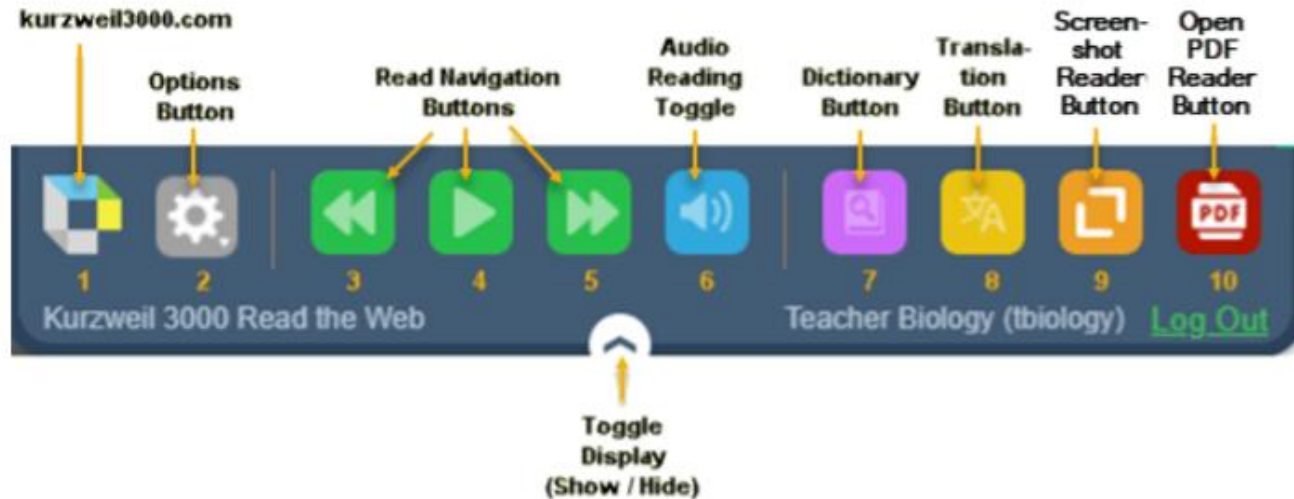 kurzweil3000.com
Options
Button
Read Navigation
Buttons
Audio
Reading
Toggle
Dictionary
Button
Transla-
tion
Button
Screen-
shot
Reader
Button
Open
PDF
Reader
Button
文A
PDF
1
2
3
4
5
6
7
8
9
10
Kurzweil 3000 Read the Web
Teacher Biology (tbiology)
Log Out
Toggle
Display
(Show / Hide)